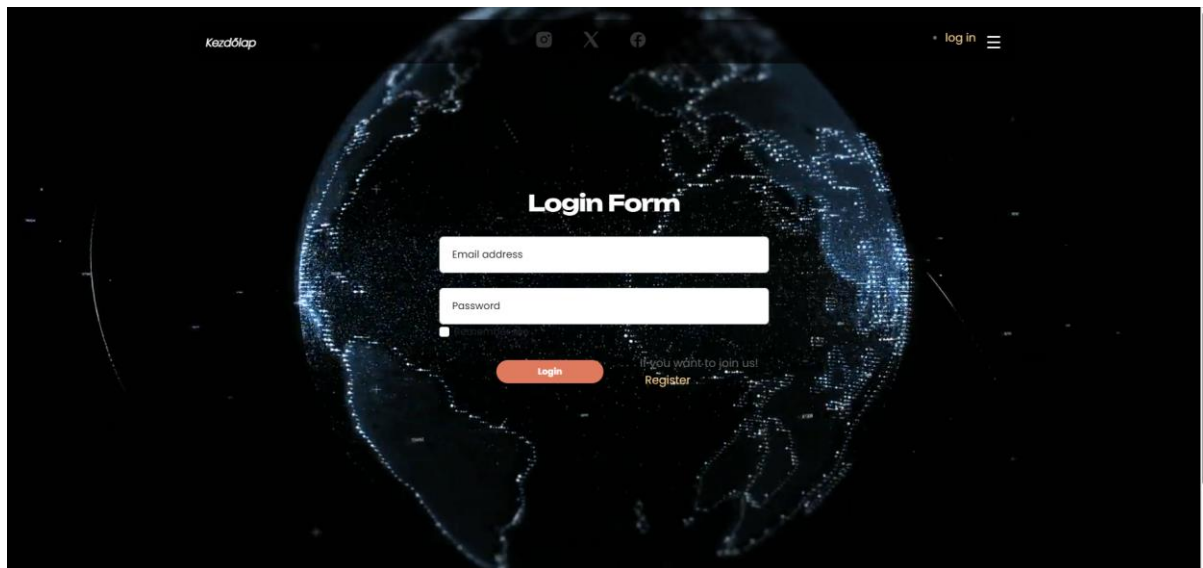 Kezdőlap
log in
Login Form
Email address
Password
Login
If you want to join us!
Register